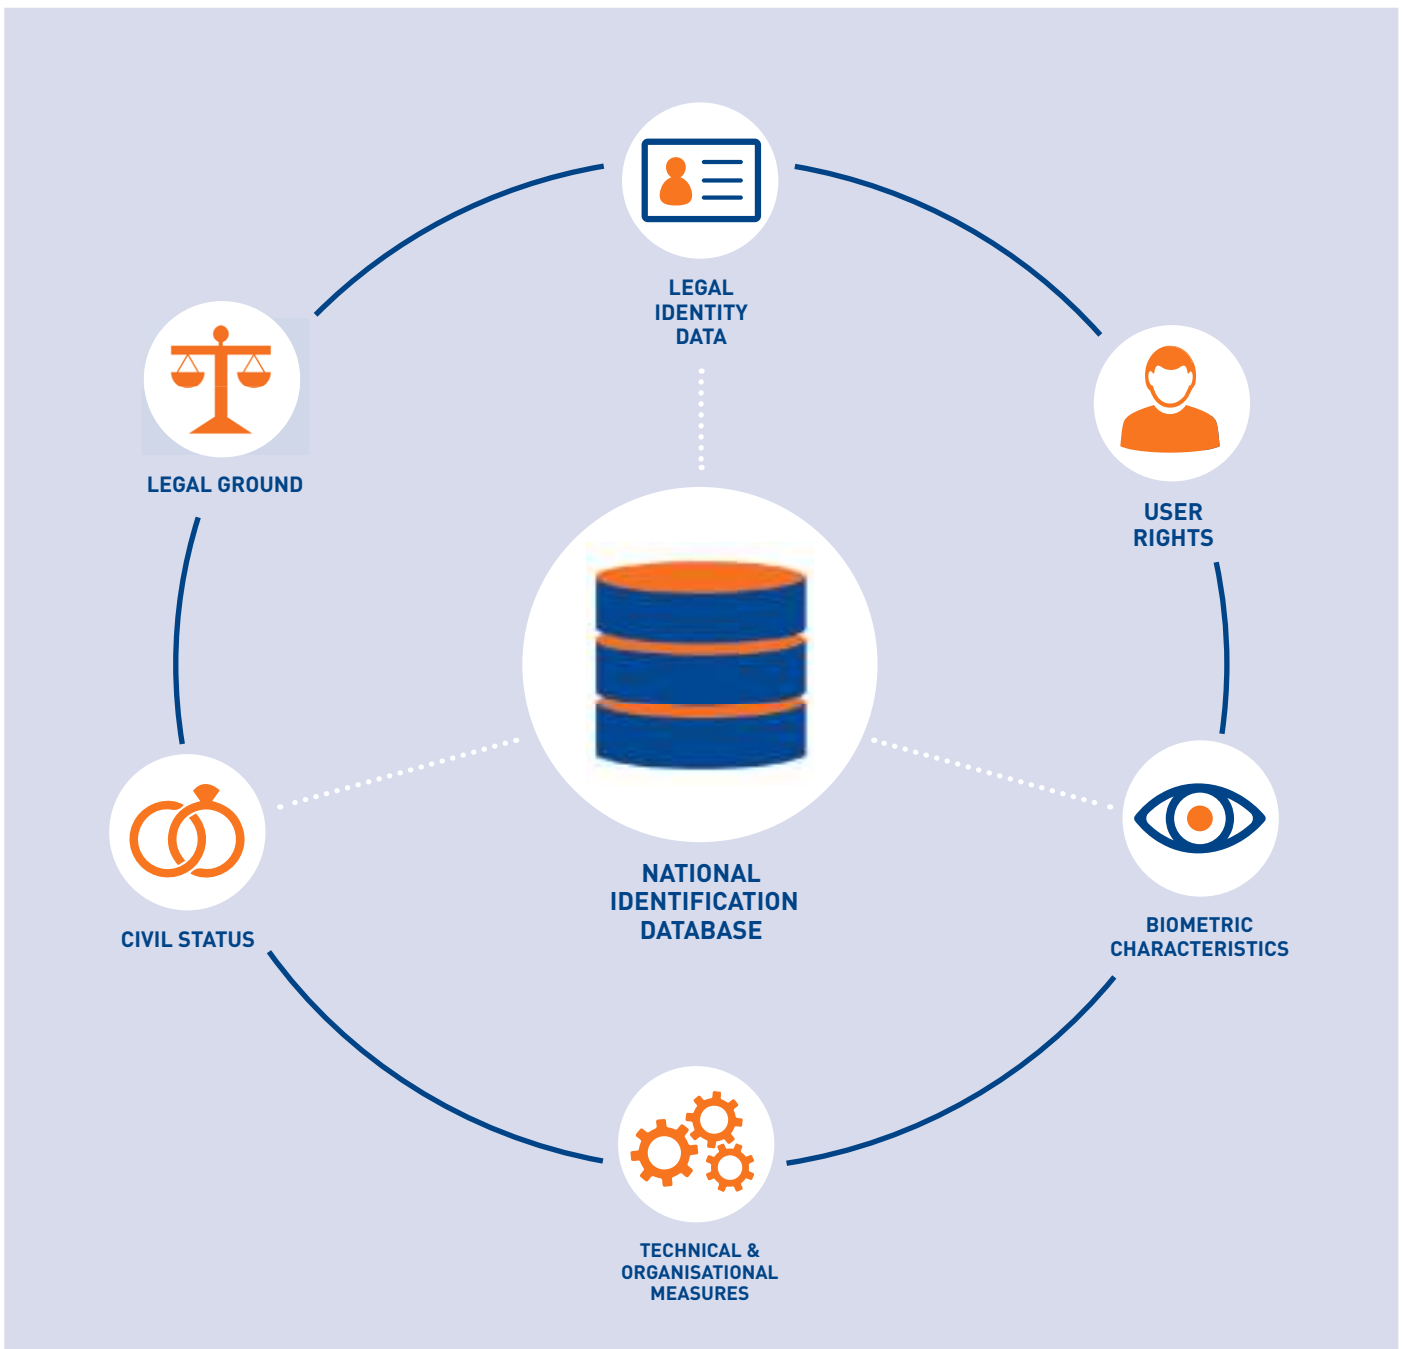 LEGAL
IDENTITY
DATA
LEGAL GROUND
USER
RIGHTS
NATIONAL
IDENTIFICATION
DATABASE
CIVIL STATUS
BIOMETRIC
CHARACTERISTICS
TECHNICAL &
ORGANISATIONAL
MEASURES